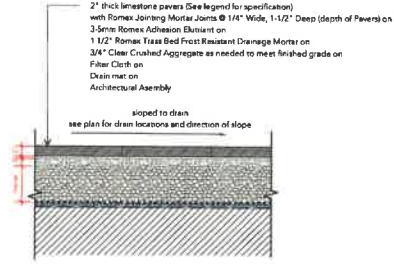 2" thick limestone pavers (See legend for specification)
with Romex Jointing Mortar Joints @ 1/4" Wide, 1-1/2" Deep (depth of Pavers) on
3-5mm Romex Adhesion Elutriant on
1 1/2" Romex Trass Bed Frost Resistant Drainage Mortar on
3/4" Clear Crushed Aggregate as needed to meet finished grade on
Filter Cloth on
Drain mat on
Architectural Asembly
sloped to drain
see plan for drain locations and direction of slope